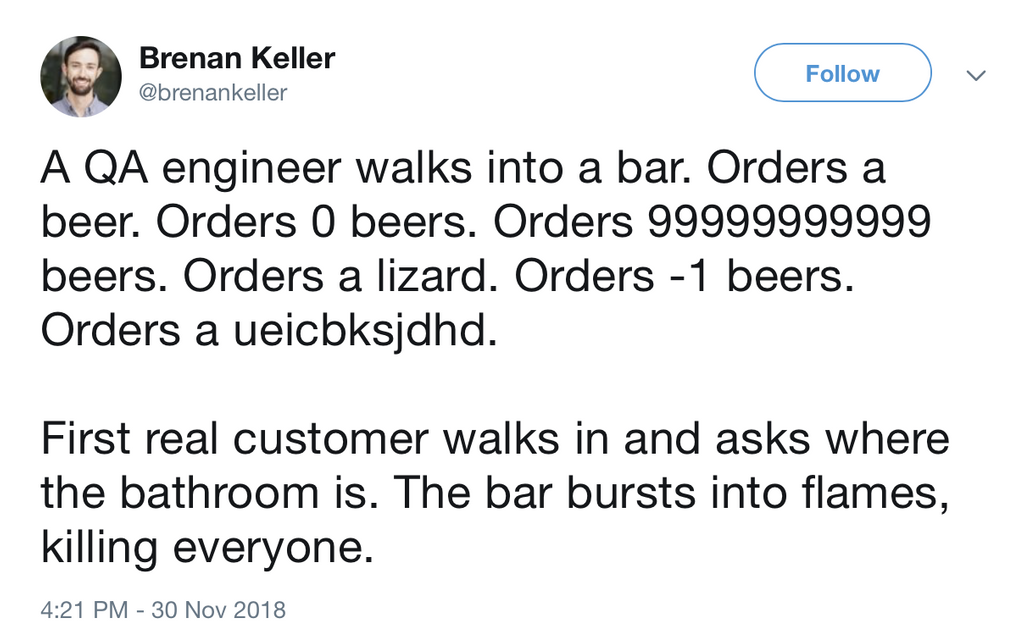 Brenan Keller
@brenankeller
Follow
A QA engineer walks into a bar. Orders a
beer. Orders 0 beers. Orders 99999999999
beers. Orders a lizard. Orders -1 beers.
Orders a ueicbksjdhd.
First real customer walks in and asks where
the bathroom is. The bar bursts into flames,
killing everyone.
4:21 PM - 30 Nov 2018